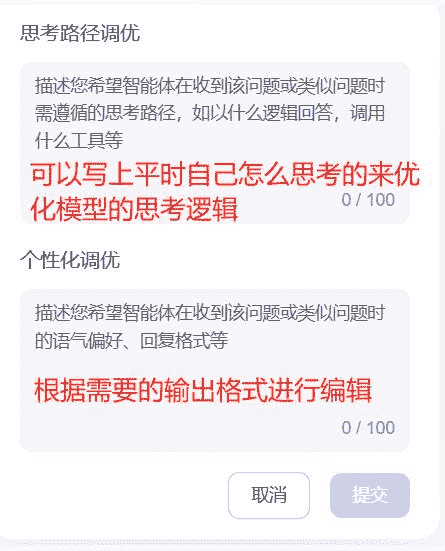 思考路径调优
描述您希望智能体在收到该问题或类似问题时
需遵循的思考路径，如以什么逻辑回答，调用
什么工具等
可以写上平时自己怎么思考的来优
化模型的思考逻辑
0 / 100
个性化调优
描述您希望智能体在收到该问题或类似问题时
的语气偏好、回复格式等
根据需要的输出格式进行编辑
0 / 100
取消
提交